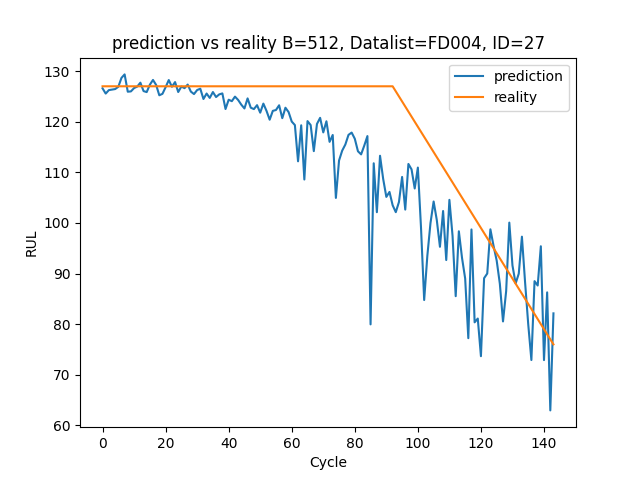 prediction vs reality B=512, Datalist=FD004, ID=27
prediction
reality
RUL
130
120
110
100
90
80
70
60
0 20 40 60 80 100 120 140
Cycle